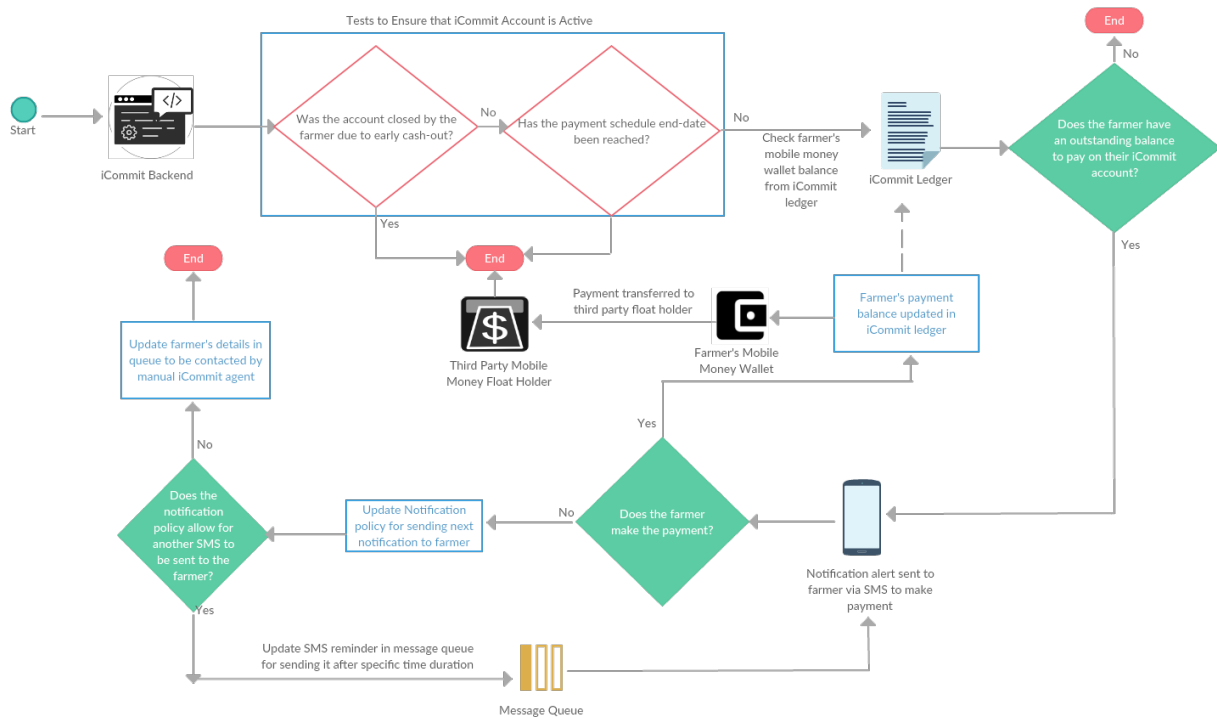 Tests to Ensure that iCommit Account is Active
End
No
Start
iCommit Backend
Was the account closed by the
farmer due to early cash-out?
No
Has the payment schedule end-date
been reached?
No
Check farmer's
mobile money
wallet balance
from iCommit
ledger
iCommit Ledger
Does the farmer have
an outstanding balance
to pay on their iCommit
account?
Yes
Yes
End
End
Payment transferred to
third party float holder
Farmer's payment
balance updated in
iCommit ledger
Update farmer's details in
queue to be contacted by
manual iCommit agent
Third Party Mobile
Money Float Holder
Farmer's Mobile
Money Wallet
Yes
No
Does the
notification
policy allow for
another SMS to
be sent to the
farmer?
Update Notification
policy for sending next
notification to farmer
No
Does the farmer
make the payment?
Notification alert sent to
farmer via SMS to make
payment
Yes
Update SMS reminder in message queue
for sending it after specific time duration
Message Queue